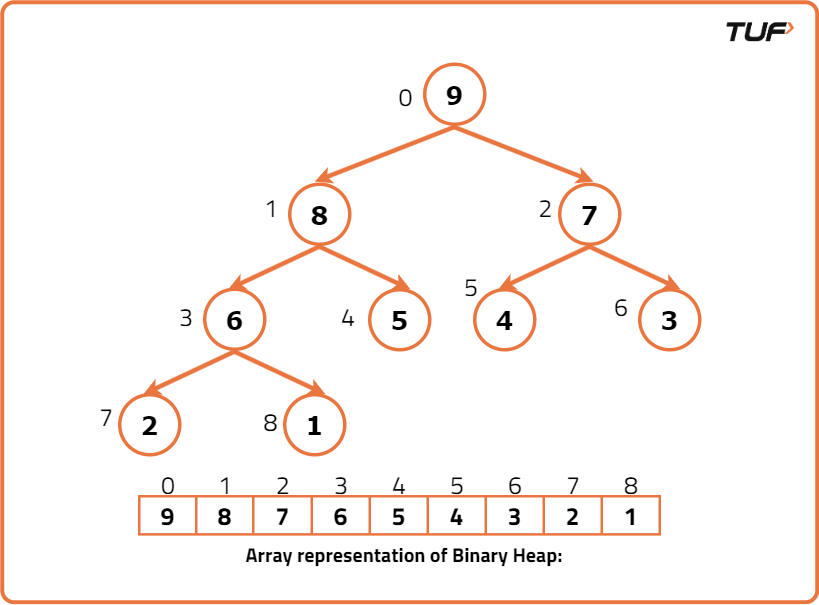 TUF
0 9
1 8 2 7
3 6 4 5 5 4 6 3
7 2 8 1
0 1 2 3 4 5 6 7 8
9 8 7 6 5 4 3 2 1
Array representation of Binary Heap: